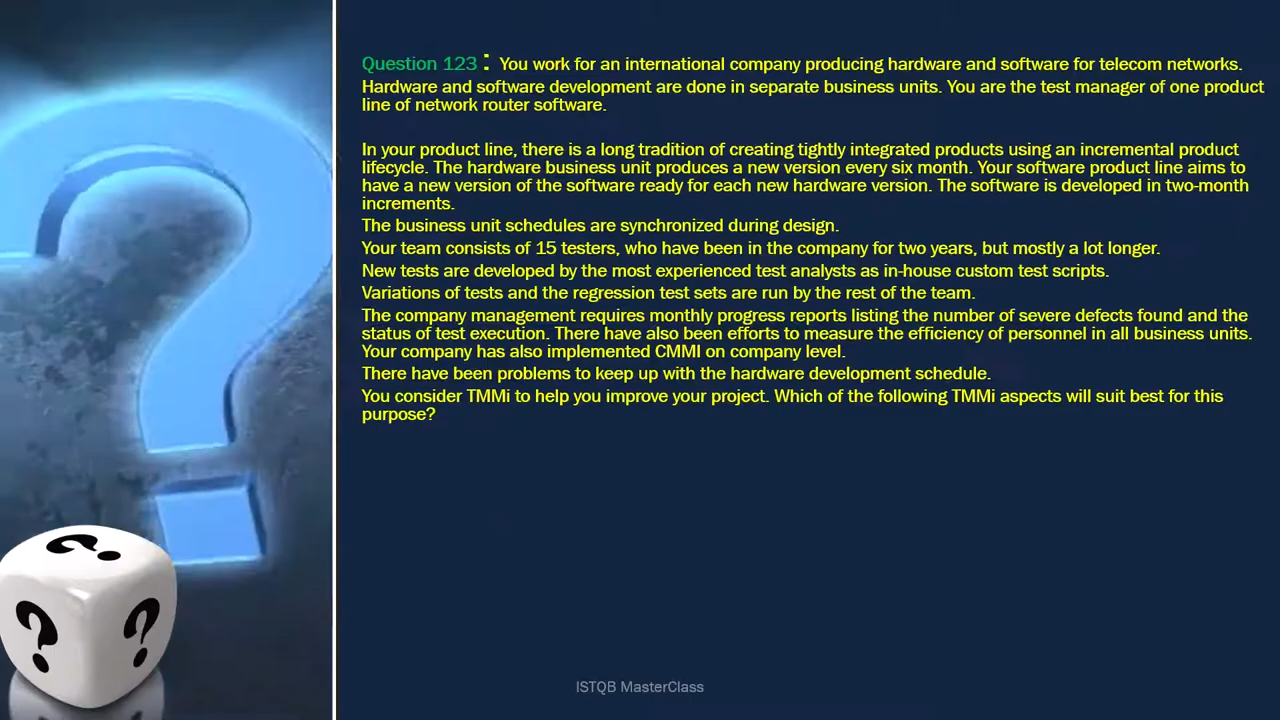 Question 123 : You work for an international company producing hardware and software for telecom networks.
Hardware and software development are done in separate business units. You are the test manager of one product
line of network router software.
In your product line, there is a long tradition of creating tightly integrated products using an incremental product
lifecycle. The hardware business unit produces a new version every six month. Your software product line aims to
have a new version of the software ready for each new hardware version. The software is developed in two-month
increments.
The business unit schedules are synchronized during design.
Your team consists of 15 testers, who have been in the company for two years, but mostly a lot longer.
New tests are developed by the most experienced test analysts as in-house custom test scripts.
Variations of tests and the regression test sets are run by the rest of the team.
The company management requires monthly progress reports listing the number of severe defects found and the
status of test execution. There have also been efforts to measure the efficiency of personnel in all business units.
Your company has also implemented CMMI on company level.
There have been problems to keep up with the hardware development schedule.
You consider TMMi to help you improve your project. Which of the following TMMi aspects will suit best for this
purpose?
? 
? ? ?
ISTQB MasterClass